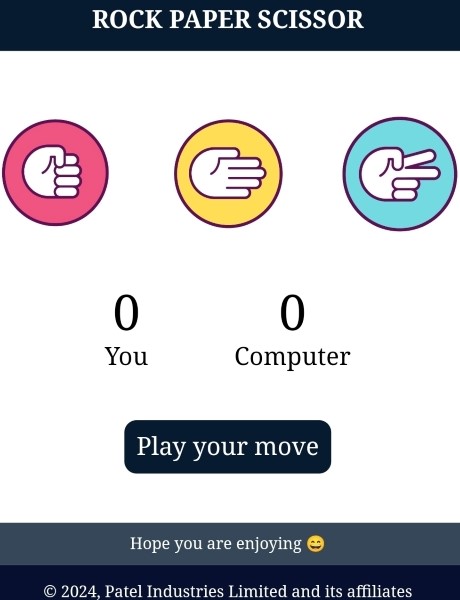 ROCK PAPER SCISSOR
0 0
You Computer
Play your move
Hope you are enjoying 😄
© 2024, Patel Industries Limited and its affiliates